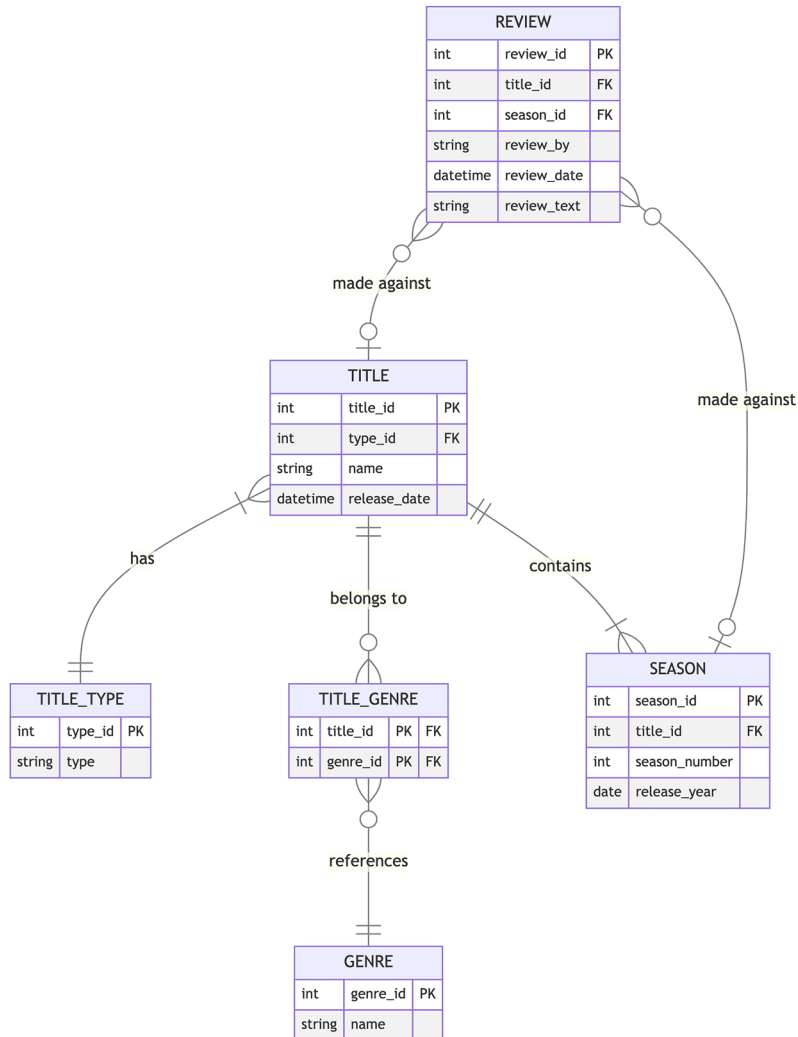 REVIEW
int review_id PK
int title_id FK
int season_id FK
string review_by
datetime review_date
string review_text
made against
made against
TITLE
int title_id PK
int type_id FK
string name
datetime release_date
has
belongs to
contains
TITLE_TYPE
int type_id PK
string type
TITLE_GENRE
int title_id PK FK
int genre_id PK FK
SEASON
int season_id PK
int title_id FK
int season_number
date release_year
references
GENRE
int genre_id PK
string name